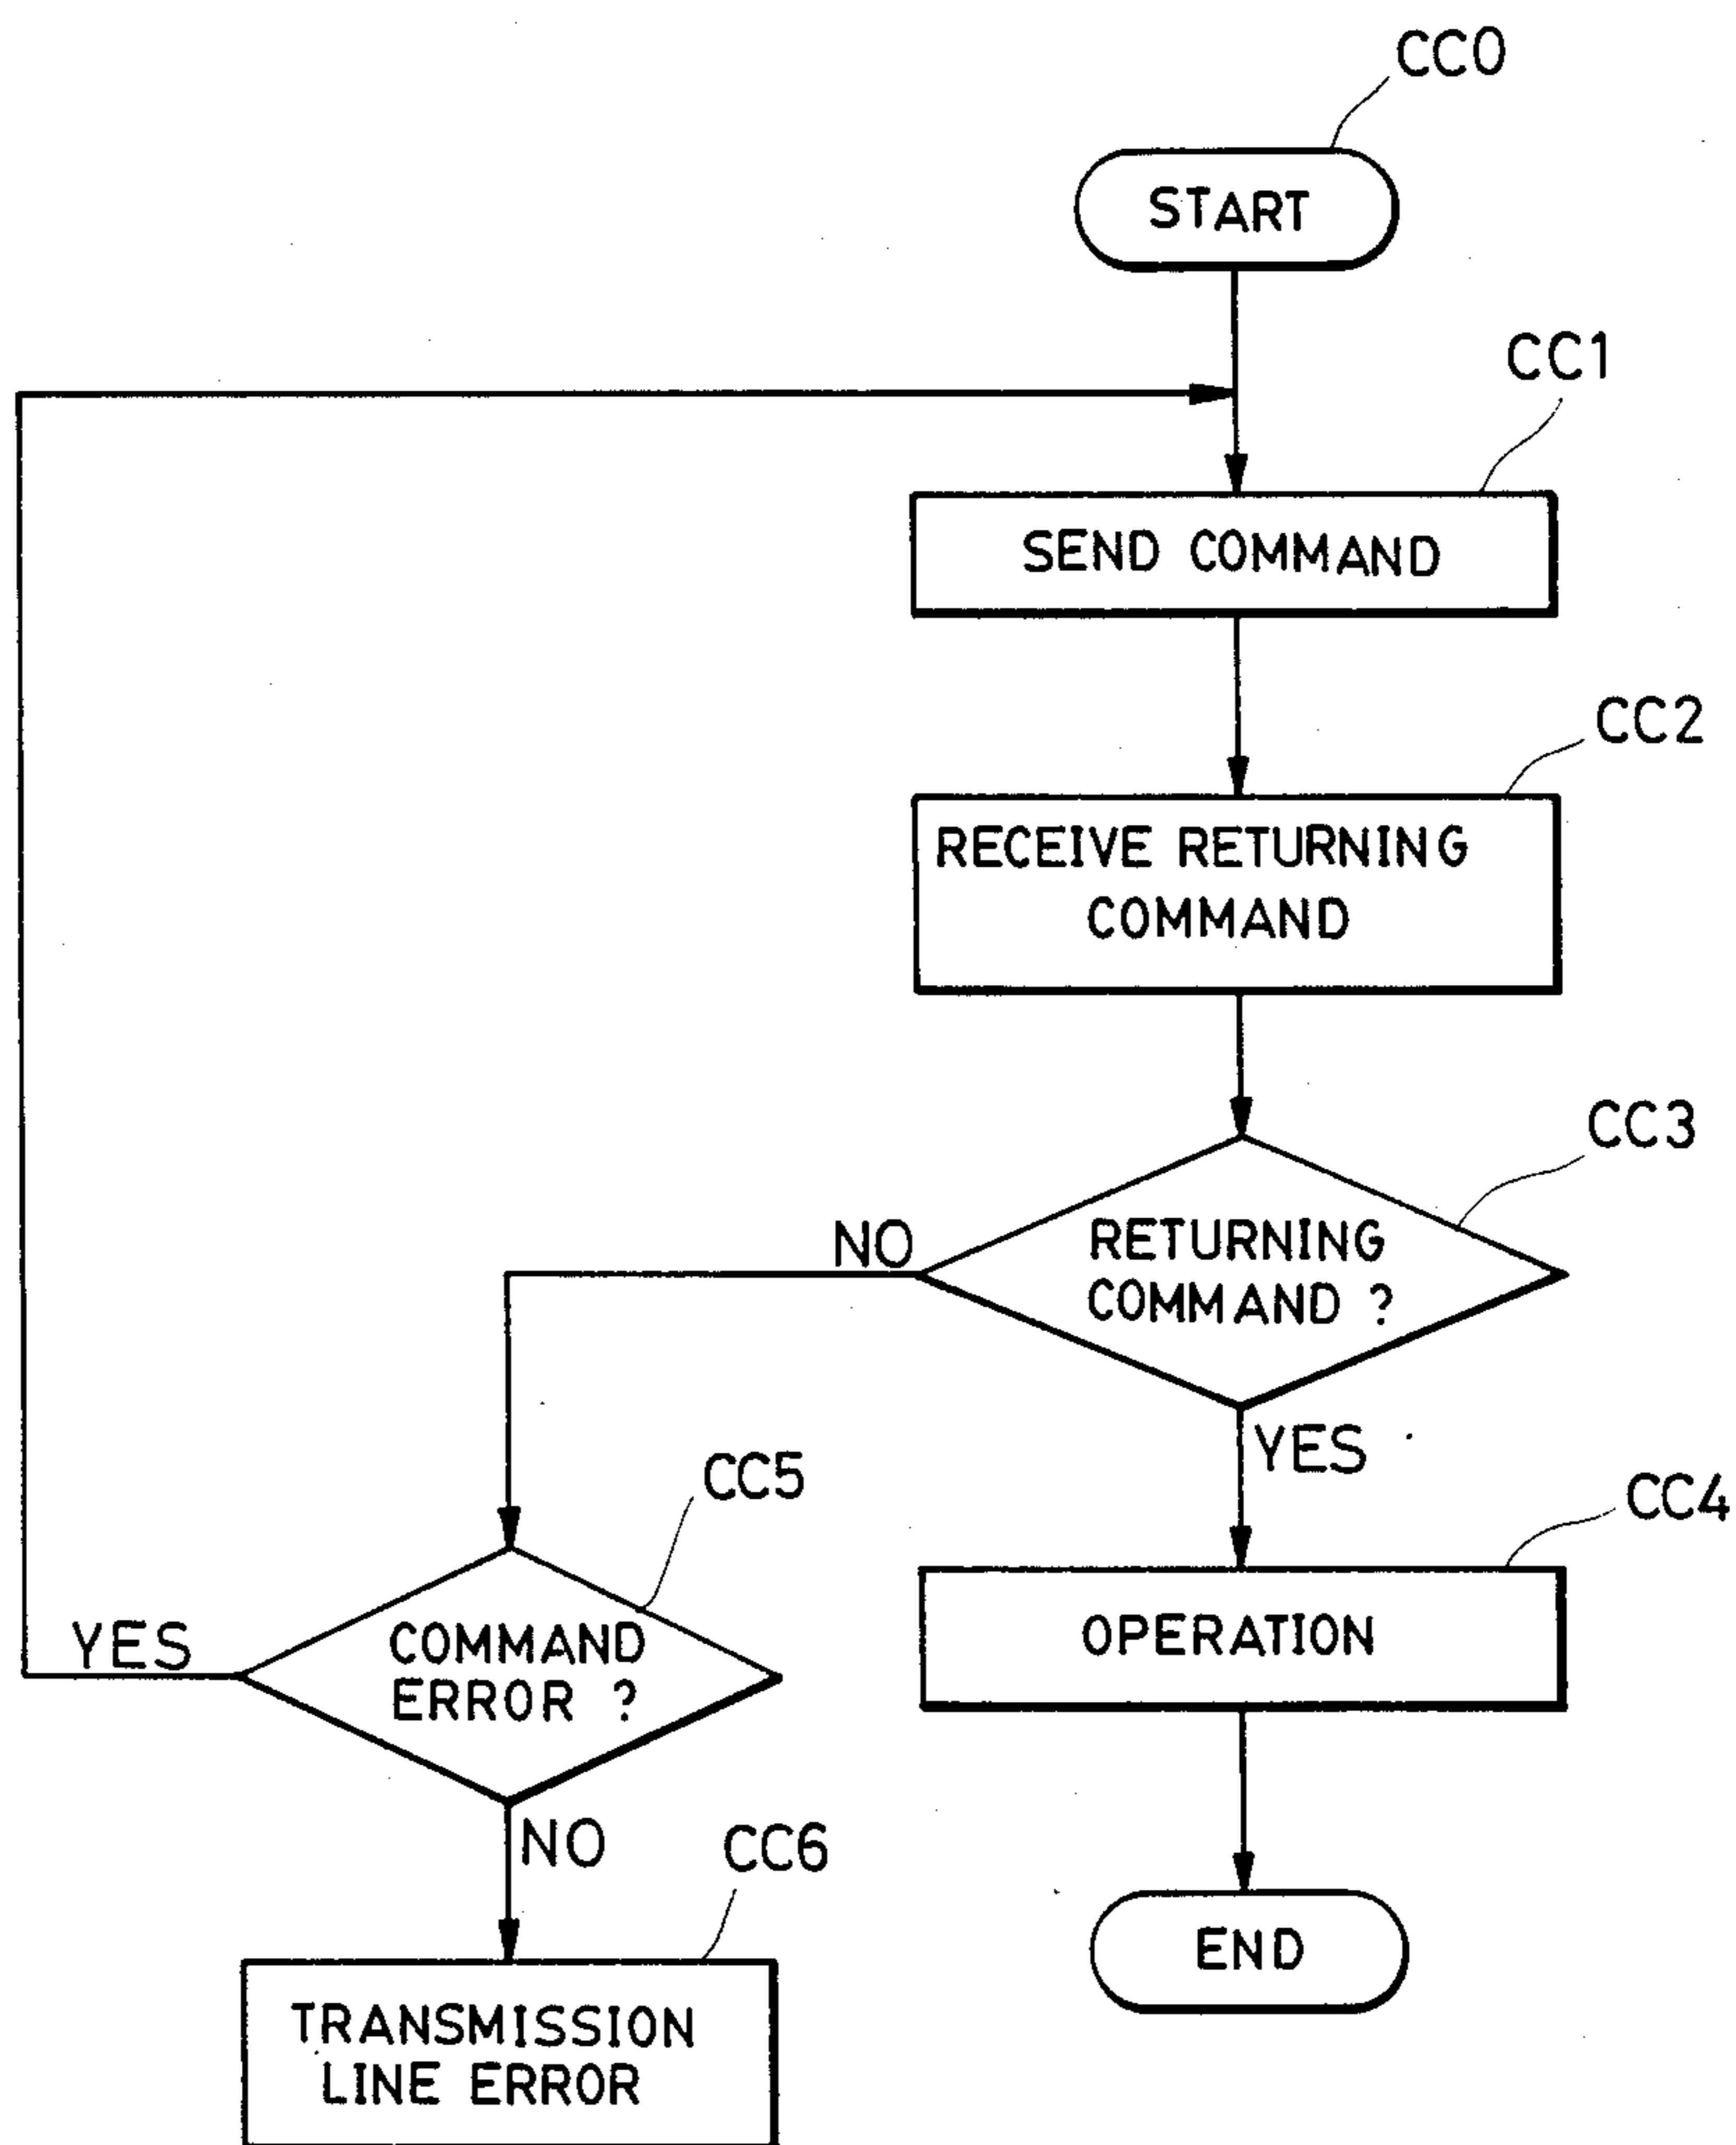 CC0
START
CC1
SEND COMMAND
CC2
RECEIVE RETURNING
COMMAND
CC3
NO
RETURNING
COMMAND ?
YES
CC5
CC4
YES
COMMAND
ERROR ?
OPERATION
NO
CC6
END
TRANSMISSION
LINE ERROR